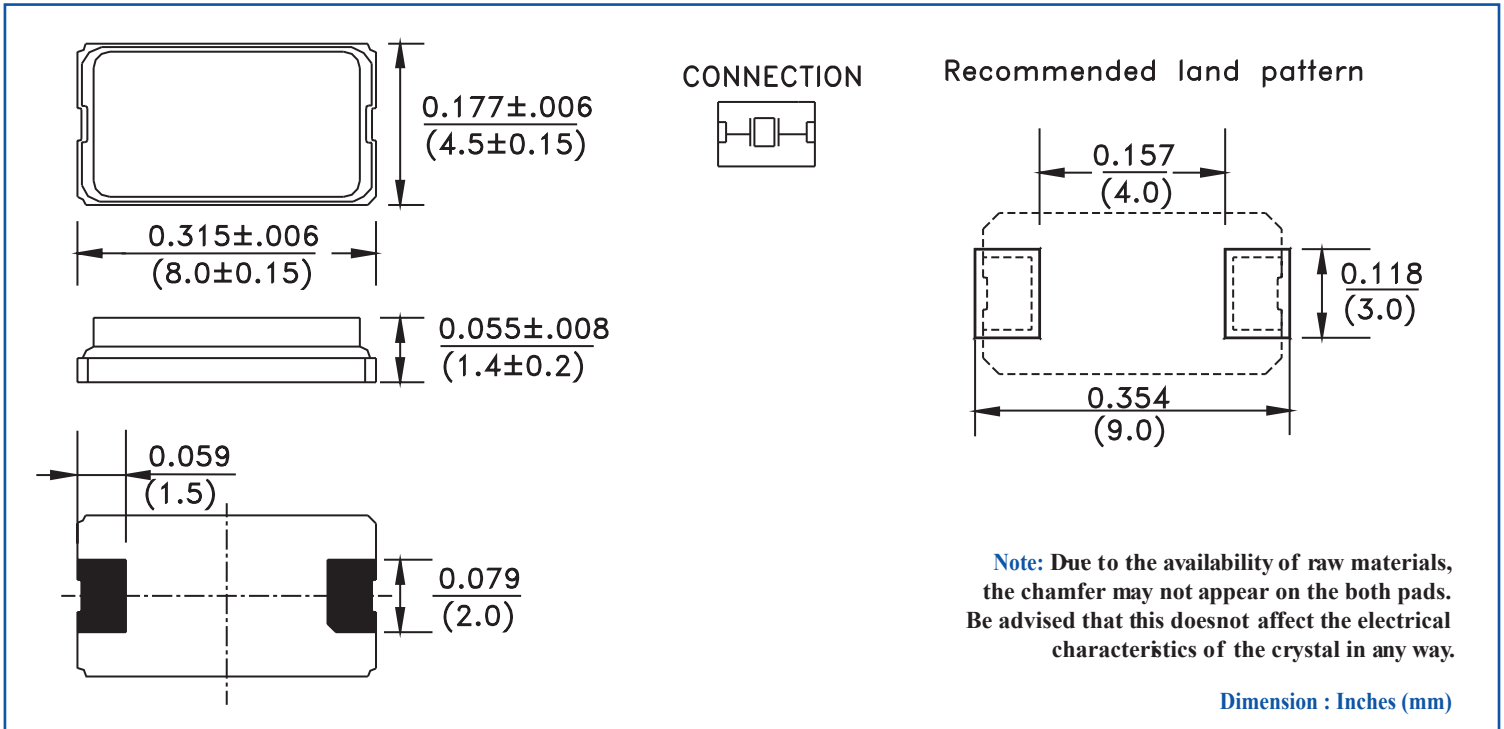 0.177±.006
(4.5±0.15)
0.315±.006
(8.0±0.15)
0.055±.008
(1.4±0.2)
0.059
(1.5)
0.079
(2.0)
CONNECTION
Recommended land pattern
0.157
(4.0)
0.118
(3.0)
0.354
(9.0)
Note: Due to the availability of raw materials,
the chamfer may not appear on the both pads.
Be advised that this doesnot affect the electrical
characteristics of the crystal in any way.
Dimension : Inches (mm)